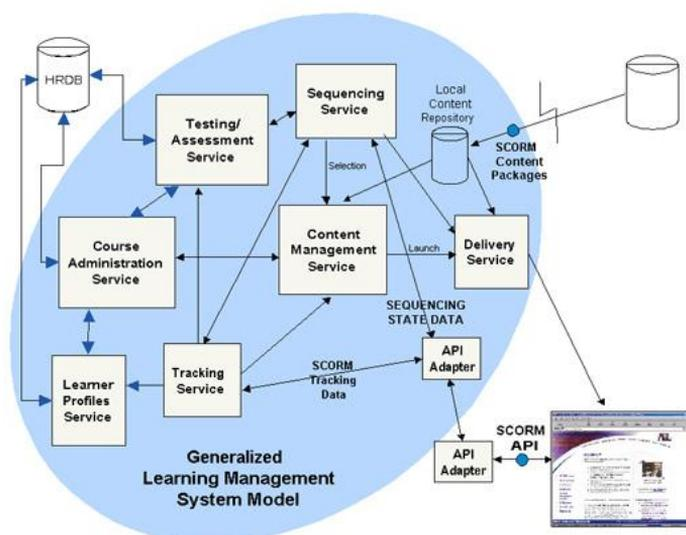 HRDB
Testing/
Assessment
Service
Sequencing
Service
Local
Content
Repository
SCORM
Content
Packages
Selection
Course
Administration
Service
Content
Management
Service
Launch
Delivery
Service
SEQUENCING
STATE DATA
Learner
Profiles
Service
Tracking
Service
SCORM
Tracking
Data
API
Adapter
Generalized
Learning Management
System Model
API
Adapter
SCORM
API